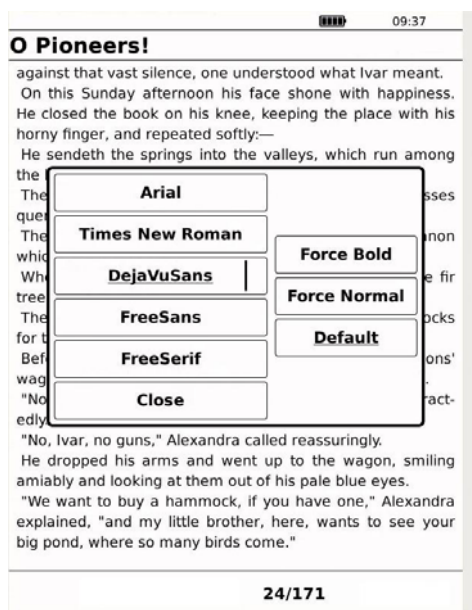 09:37
O Pioneers!
against that vast silence, one understood what Ivar meant.
On this Sunday afternoon his face shone with happiness.
He closed the book on his knee, keeping the place with his
horny finger, and repeated softly:—
He sendeth the springs into the valleys, which run among
the
Arial
The
sses
quen
Times New Roman
The
non
Force Bold
whic
DejaVuSans
Wh
e fir
Force Normal
tree
FreeSans
The
ocks
for t
Default
FreeSerif
Bef
ons'
wag
Close
"No
ract-
edly
"No, Ivar, no guns," Alexandra called reassuringly.
He dropped his arms and went up to the wagon, smiling
amiably and looking at them out of his pale blue eyes.
"We want to buy a hammock, if you have one," Alexandra
explained, "and my little brother, here, wants to see your
big pond, where so many birds come."
24/171